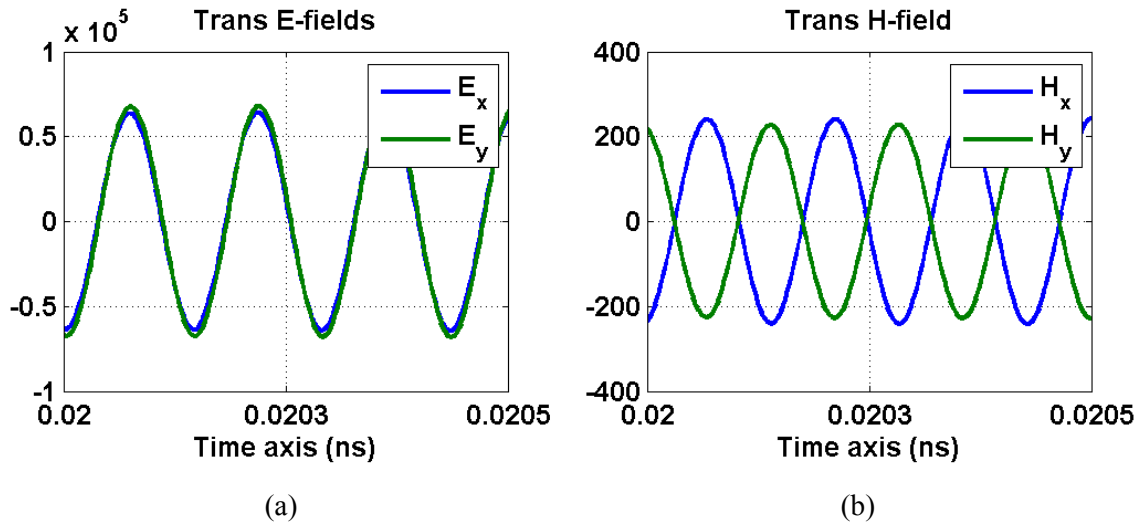 Trans E-fields
x 10^5
1
0.5
0
-0.5
-1
0.02
0.0203
0.0205
Time axis (ns)
E_x
E_y
(a)
Trans H-field
400
200
0
-200
-400
0.02
0.0203
0.0205
Time axis (ns)
H_x
H_y
(b)